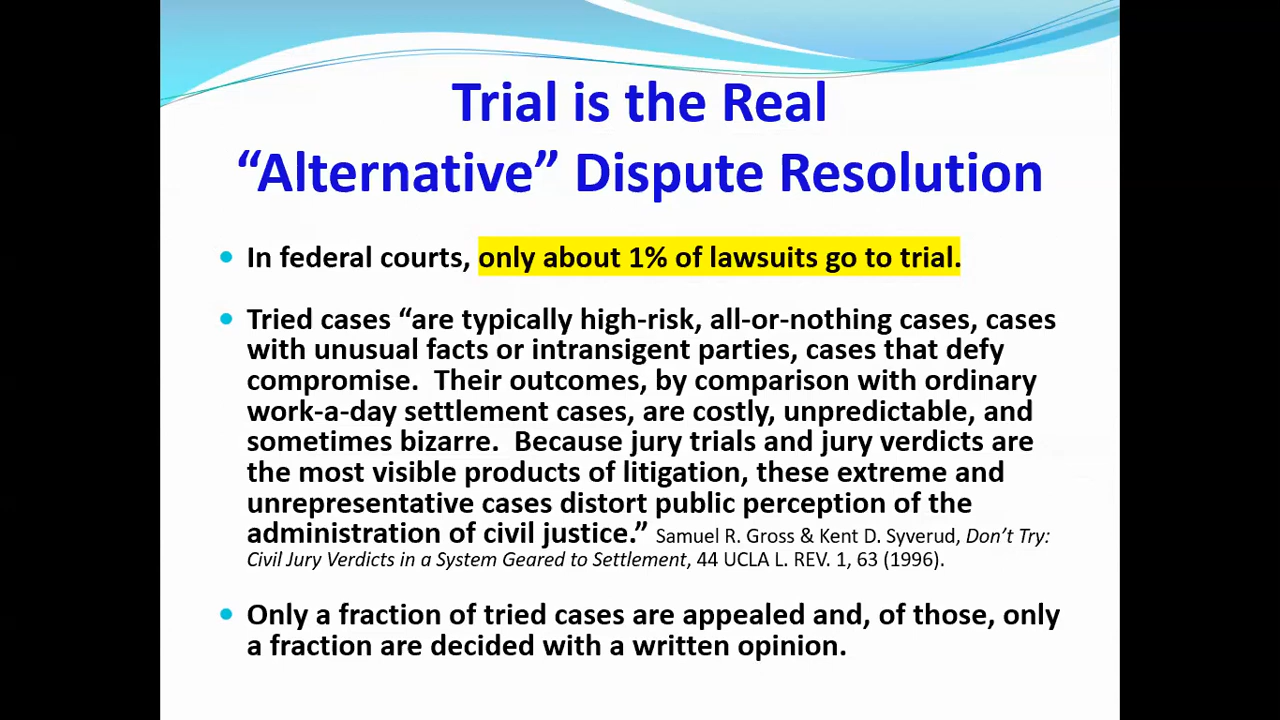 Trial is the Real
“Alternative” Dispute Resolution
• In federal courts, only about 1% of lawsuits go to trial.
• Tried cases “are typically high-risk, all-or-nothing cases, cases
with unusual facts or intransigent parties, cases that defy
compromise.  Their outcomes, by comparison with ordinary
work-a-day settlement cases, are costly, unpredictable, and
sometimes bizarre.  Because jury trials and jury verdicts are
the most visible products of litigation, these extreme and
unrepresentative cases distort public perception of the
administration of civil justice.” Samuel R. Gross & Kent D. Syverud, Don’t Try:
Civil Jury Verdicts in a System Geared to Settlement, 44 UCLA L. REV. 1, 63 (1996).
• Only a fraction of tried cases are appealed and, of those, only
a fraction are decided with a written opinion.